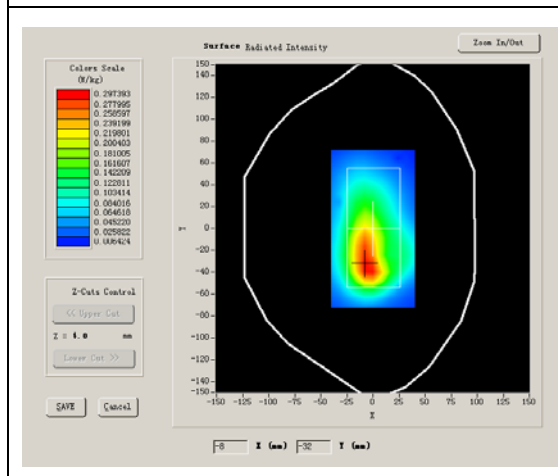 Surface Radiated Intensity
Zoom In/Out
Colors Scale
(W/kg)
0.297393
0.277995
0.258597
0.239199
0.219801
0.200403
0.181005
0.161607
0.142209
0.122811
0.103414
0.084016
0.064618
0.045220
0.025822
0.006424
150
140
120
100
80
60
40
20
0
-20
-40
-60
-80
-100
-120
-140
-150
Y
-150 -125 -100 -75 -50 -25 0 25 50 75 100 125 150
X
Z-Cuts Control
<< Upper Cut
Z = 4.0 mm
Lower Cut >>
SAVE
Cancel
-8 X (mm) -32 Y (mm)